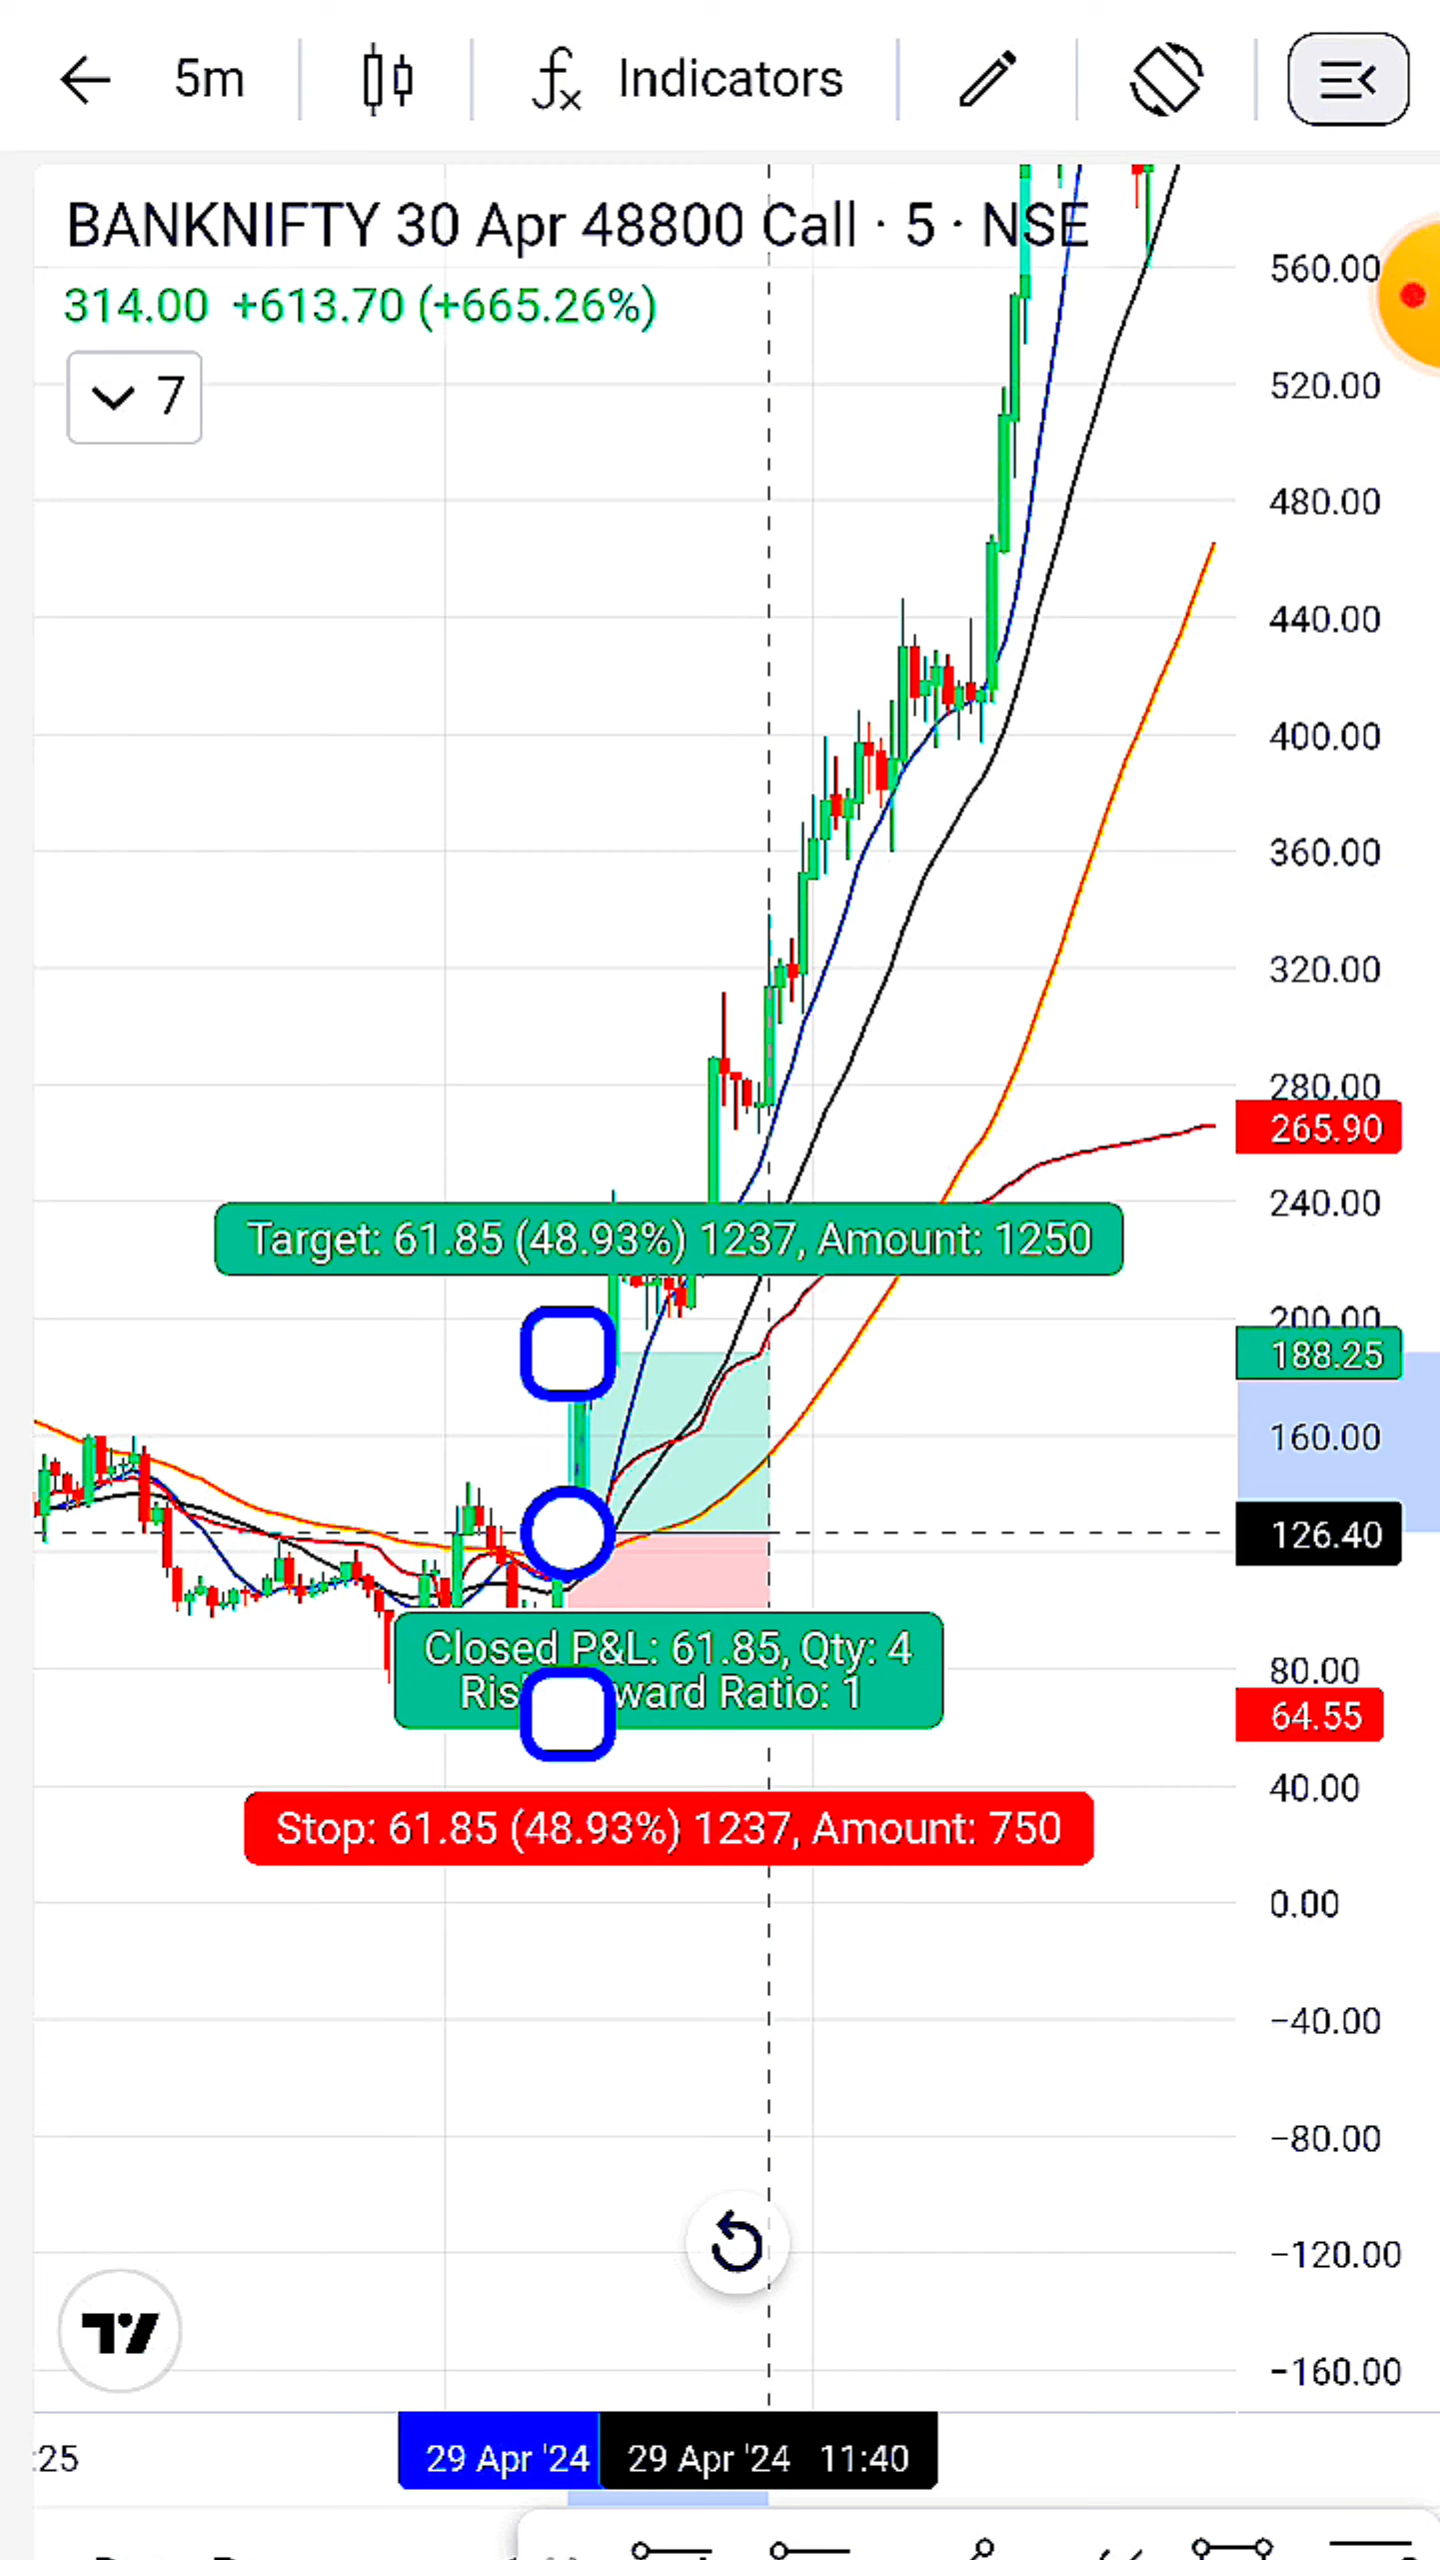 5m
Indicators
BANKNIFTY 30 Apr 48800 Call · 5 · NSE
314.00 +613.70 (+665.26%)
7
560.00
520.00
480.00
440.00
400.00
360.00
320.00
280.00
265.90
240.00
Target: 61.85 (48.93%) 1237, Amount: 1250
200.00
188.25
160.00
126.40
Closed P&L: 61.85, Qty: 4
Ratio: 1
80.00
64.55
40.00
Stop: 61.85 (48.93%) 1237, Amount: 750
0.00
−40.00
−80.00
−120.00
−160.00
:25
29 Apr '24
29 Apr '24 11:40